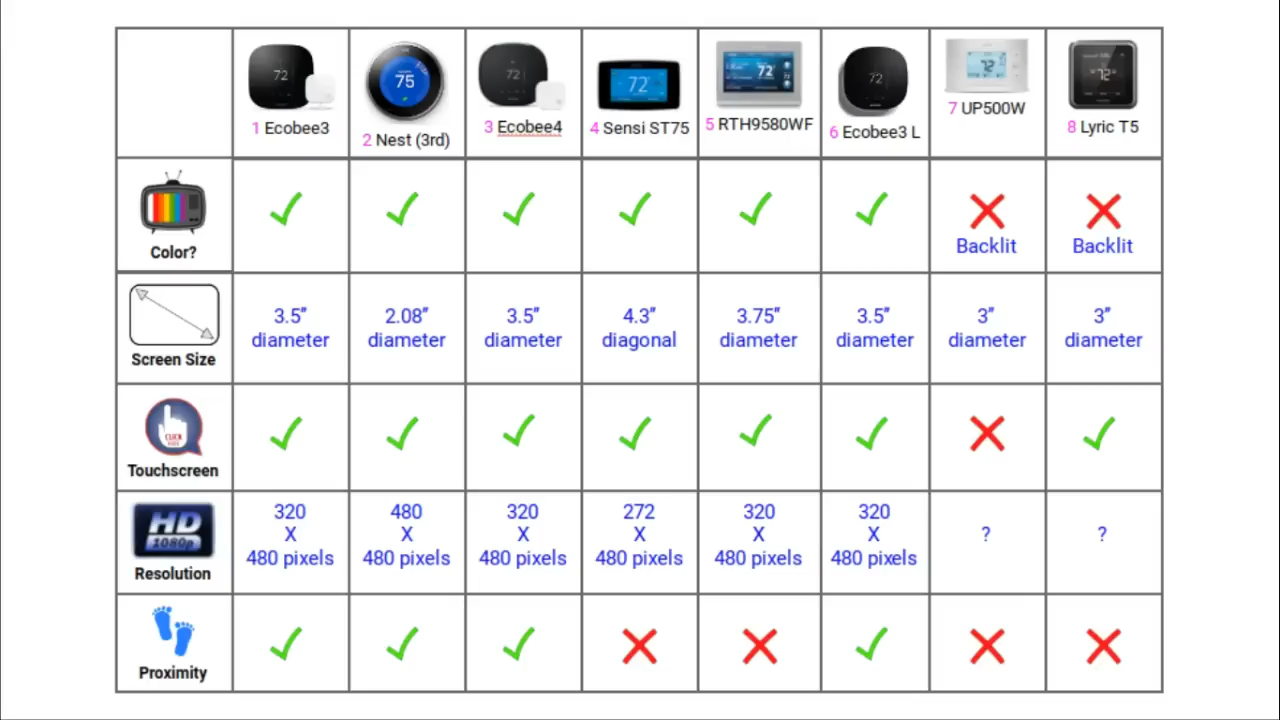 72
75
72
72°
72°
72
72°
72°
1 Ecobee3
2 Nest (3rd)
3 Ecobee4
4 Sensi ST75
5 RTH9580WF
6 Ecobee3 L
7 UP500W
8 Lyric T5
Color?
Backlit
Backlit
Screen Size
3.5”
diameter
2.08”
diameter
3.5”
diameter
4.3”
diagonal
3.75”
diameter
3.5”
diameter
3”
diameter
3”
diameter
CLICK
Touchscreen
HD
1080p
Resolution
320
X
480 pixels
480
X
480 pixels
320
X
480 pixels
272
X
480 pixels
320
X
480 pixels
320
X
480 pixels
?
?
Proximity